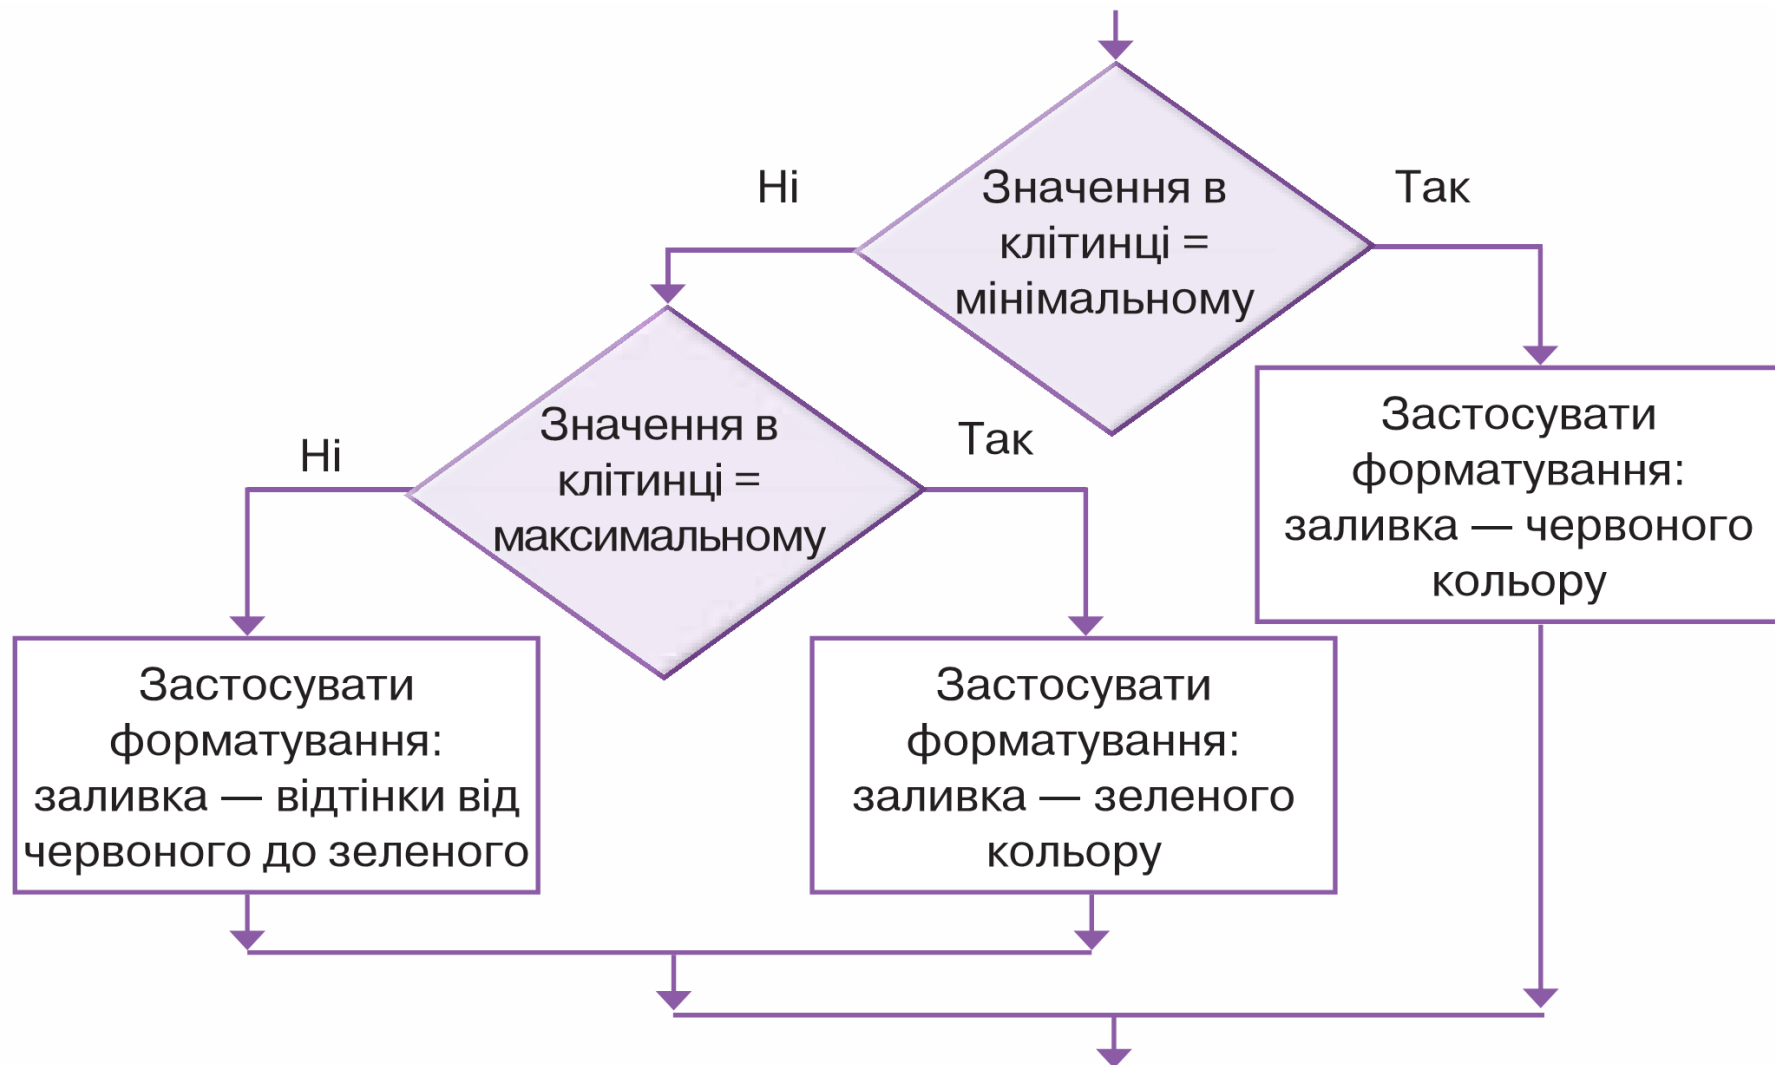 Ні
Значення в
клітинці =
мінімальному
Так
Ні
Значення в
клітинці =
максимальному
Так
Застосувати
форматування:
заливка — червоного
кольору
Застосувати
форматування:
заливка — відтінки від
червоного до зеленого
Застосувати
форматування:
заливка — зеленого
кольору